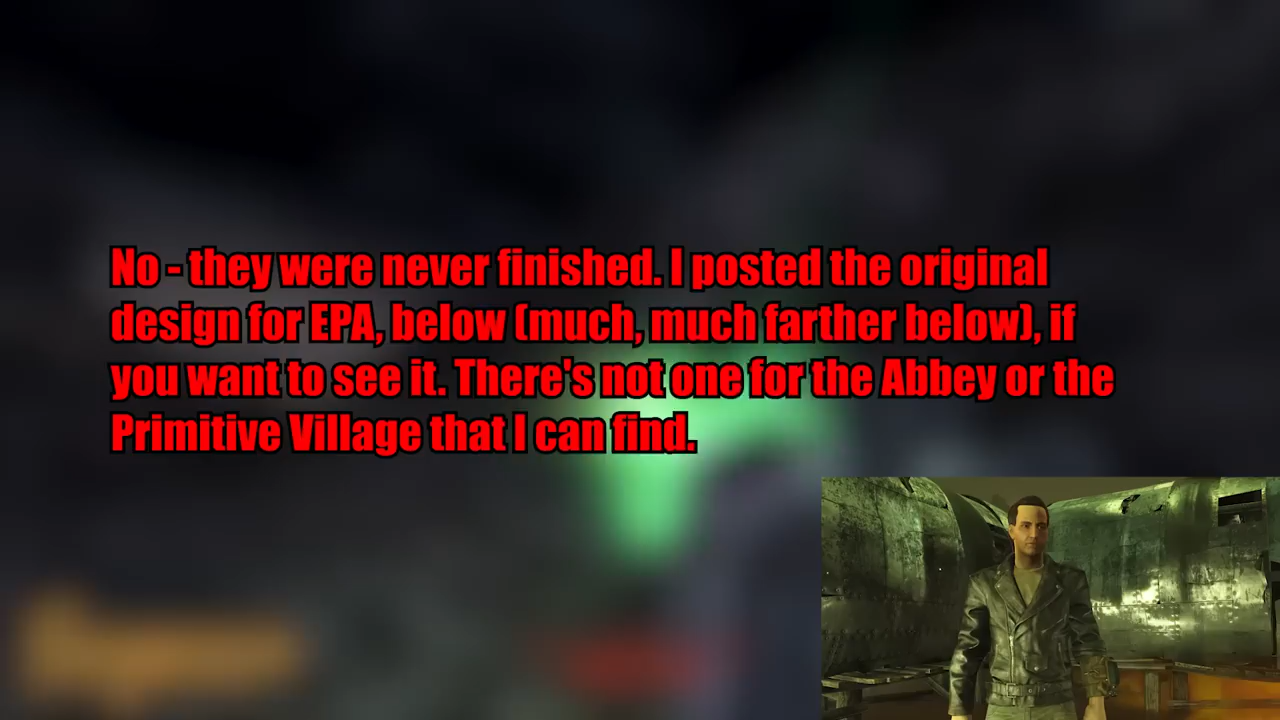 No - they were never finished. I posted the original
design for EPA, below (much, much farther below), if
you want to see it. There's not one for the Abbey or the
Primitive Village that I can find.